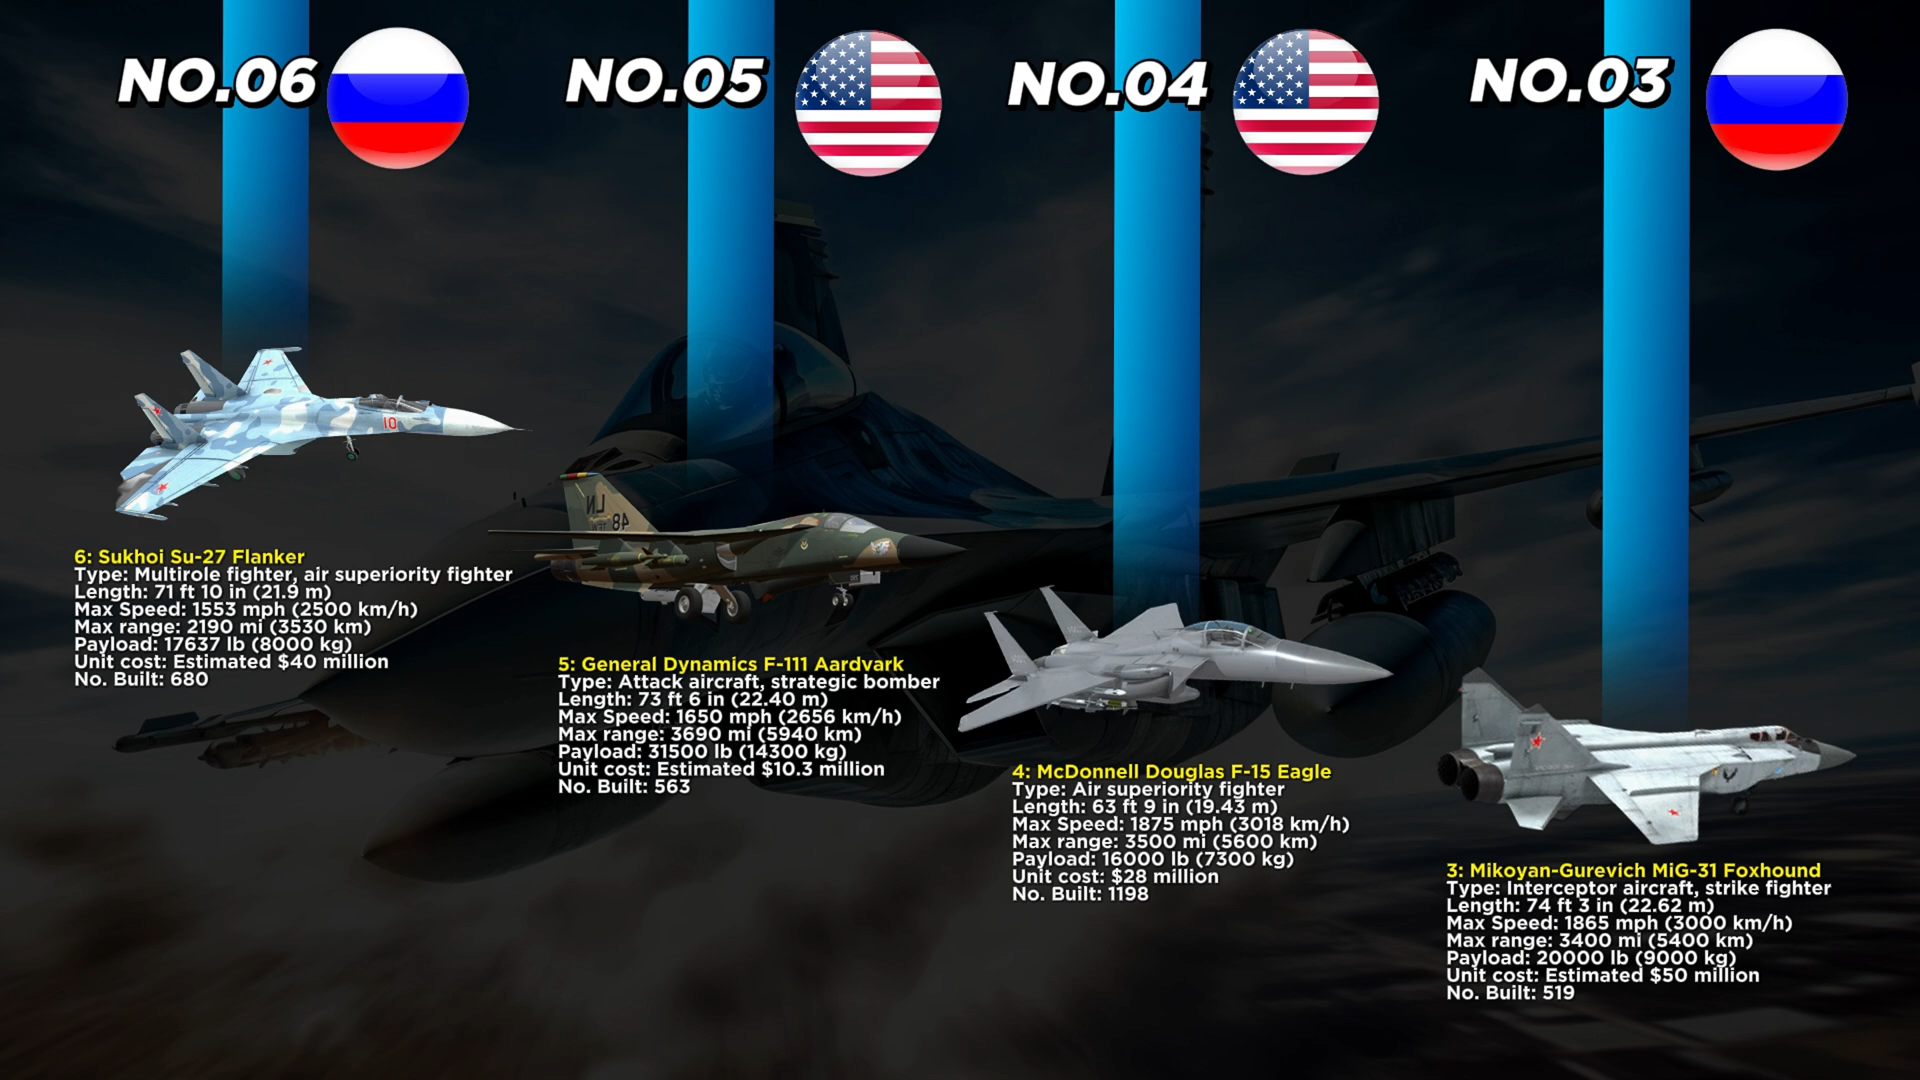 NO.06
NO.05
NO.04
NO.03
10
LN
48
6: Sukhoi Su-27 Flanker
Type: Multirole fighter, air superiority fighter
Length: 71 ft 10 in (21.9 m)
Max Speed: 1553 mph (2500 km/h)
Max range: 2190 mi (3530 km)
Payload: 17637 lb (8000 kg)
Unit cost: Estimated $40 million
No. Built: 680
5: General Dynamics F-111 Aardvark
Type: Attack aircraft, strategic bomber
Length: 73 ft 6 in (22.40 m)
Max Speed: 1650 mph (2656 km/h)
Max range: 3690 mi (5940 km)
Payload: 31500 lb (14300 kg)
Unit cost: Estimated $10.3 million
No. Built: 563
4: McDonnell Douglas F-15 Eagle
Type: Air superiority fighter
Length: 63 ft 9 in (19.43 m)
Max Speed: 1875 mph (3018 km/h)
Max range: 3500 mi (5600 km)
Payload: 16000 lb (7300 kg)
Unit cost: $28 million
No. Built: 1198
3: Mikoyan-Gurevich MiG-31 Foxhound
Type: Interceptor aircraft, strike fighter
Length: 74 ft 3 in (22.62 m)
Max Speed: 1865 mph (3000 km/h)
Max range: 3400 mi (5400 km)
Payload: 20000 lb (9000 kg)
Unit cost: Estimated $50 million
No. Built: 519